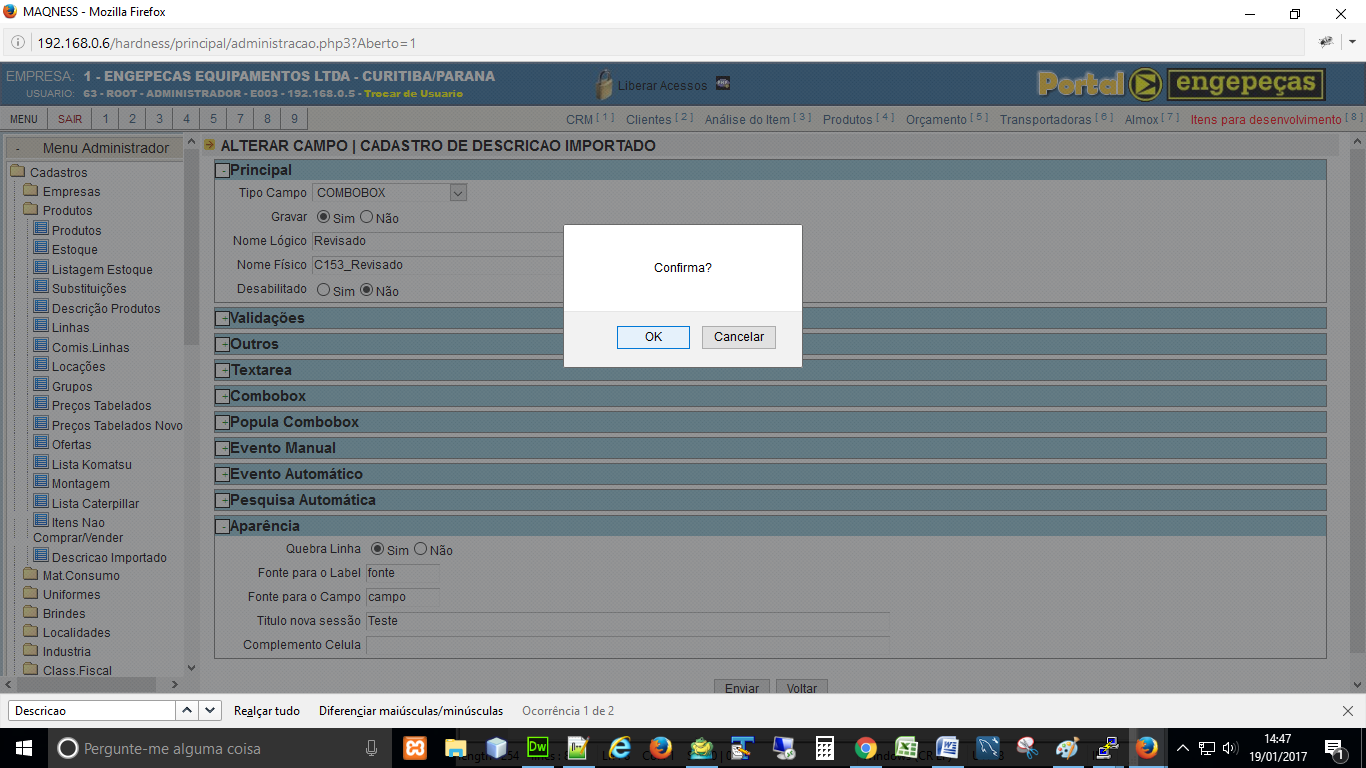 MAQNESS - Mozilla Firefox
192.168.0.6/hardness/principal/administracao.php3?Aberto=1
EMPRESA: 1 - ENGEPECAS EQUIPAMENTOS LTDA - CURITIBA/PARANA
USUARIO: 63 - ROOT - ADMINISTRADOR - E003 - 192.168.0.5 - Trocar de Usuario
Liberar Acessos
Portal engepeças
MENU SAIR 1 2 3 4 5 7 8 9
CRM [ 1 ] Clientes [ 2 ] Análise do Item [ 3 ] Produtos [ 4 ] Orçamento [ 5 ] Transportadoras [ 6 ] Almox [ 7 ] Itens para desenvolvimento [ 8 ]
- Menu Administrador
Cadastros
Empresas
Produtos
Produtos
Estoque
Listagem Estoque
Substituições
Descrição Produtos
Linhas
Comis.Linhas
Locações
Grupos
Preços Tabelados
Preços Tabelados Novo
Ofertas
Lista Komatsu
Montagem
Lista Caterpillar
Itens Nao
Comprar/Vender
Descricao Importado
Mat.Consumo
Uniformes
Brindes
Localidades
Industria
Class.Fiscal
ALTERAR CAMPO | CADASTRO DE DESCRICAO IMPORTADO
- Principal
Tipo Campo COMBOBOX
Gravar Sim Não
Nome Lógico Revisado
Nome Físico C153_Revisado
Desabilitado Sim Não
+ Validações
+ Outros
+ Textarea
+ Combobox
+ Popula Combobox
+ Evento Manual
+ Evento Automático
+ Pesquisa Automática
- Aparência
Quebra Linha Sim Não
Fonte para o Label fonte
Fonte para o Campo campo
Titulo nova sessão Teste
Complemento Celula
Enviar Voltar
Confirma?
OK Cancelar
Descricao Realçar tudo Diferenciar maiúsculas/minúsculas Ocorrência 1 de 2
Pergunte-me alguma coisa
Dw
14:47
19/01/2017
1